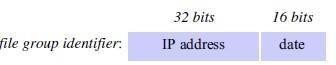 32 bits 16 bits
file group identifier: IP address date